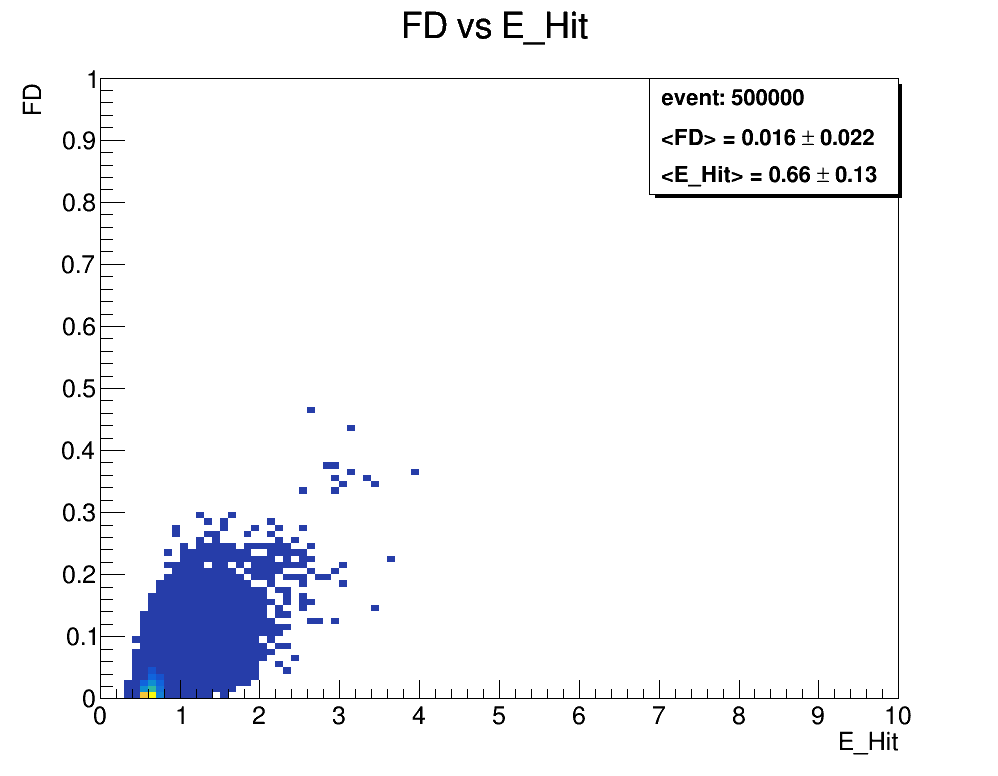 FD vs E_Hit
FD
1
0.9
0.8
0.7
0.6
0.5
0.4
0.3
0.2
0.1
0
event: 500000
<FD> = 0.016 ± 0.022
<E_Hit> = 0.66 ± 0.13
0 1 2 3 4 5 6 7 8 9 10
E_Hit